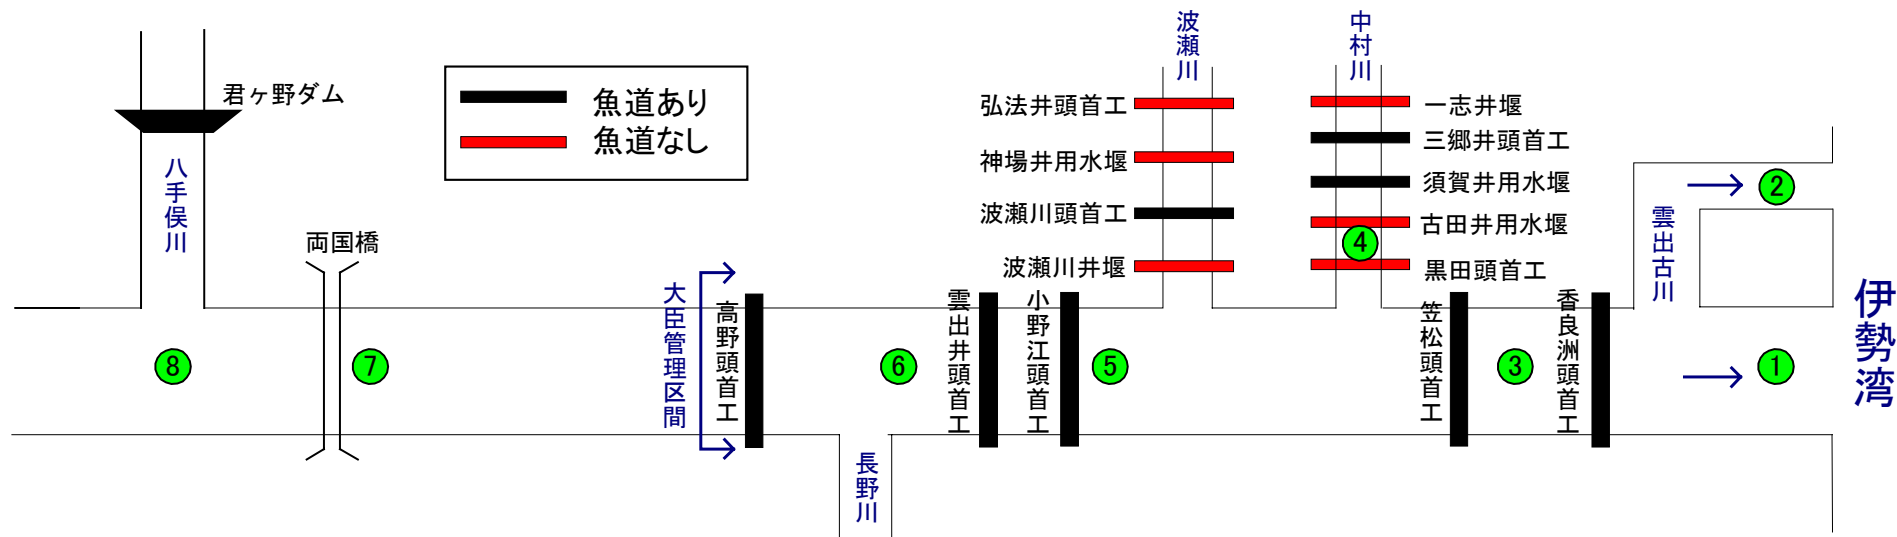 波瀬川
中村川
君ヶ野ダム
魚道あり
魚道なし
弘法井頭首工
一志井堰
三郷井頭首工
神場井用水堰
須賀井用水堰
八手俣川
波瀬川頭首工
古田井用水堰
2
雲出古川
両国橋
4
波瀬川井堰
黒田頭首工
大臣管理区間
高野頭首工
雲出井頭首工
小野江頭首工
笠松頭首工
香良洲頭首工
伊勢湾
8
7
6
5
3
1
長野川